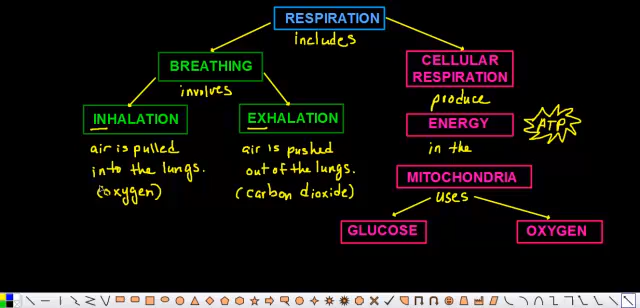 RESPIRATION
includes
BREATHING
involves
INHALATION
air is pulled
into the lungs.
(oxygen)
EXHALATION
air is pushed
out of the lungs.
(carbon dioxide)
CELLULAR
RESPIRATION
produce
ENERGY
ATP
in the
MITOCHONDRIA
uses
GLUCOSE
OXYGEN